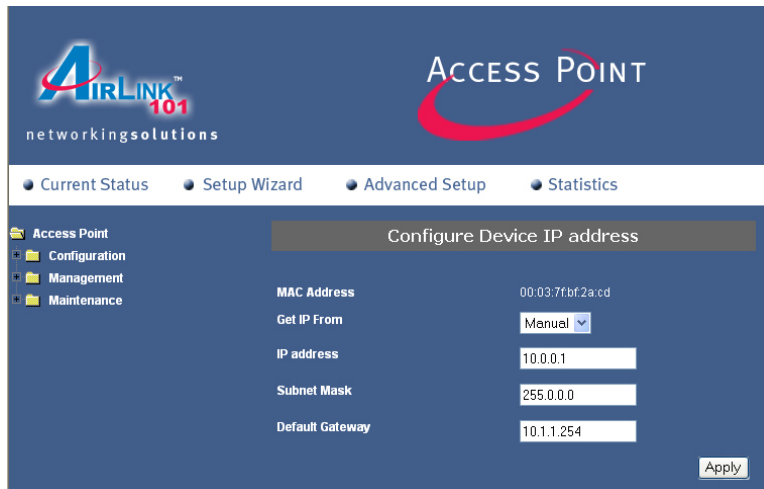 AIRLINK™
101
networkingsolutions
ACCESS POINT
Current Status Setup Wizard Advanced Setup Statistics
Access Point
Configuration
Management
Maintenance
Configure Device IP address
MAC Address 00:03:7f:bf:2a:cd
Get IP From Manual
IP address 10.0.0.1
Subnet Mask 255.0.0.0
Default Gateway 10.1.1.254
Apply